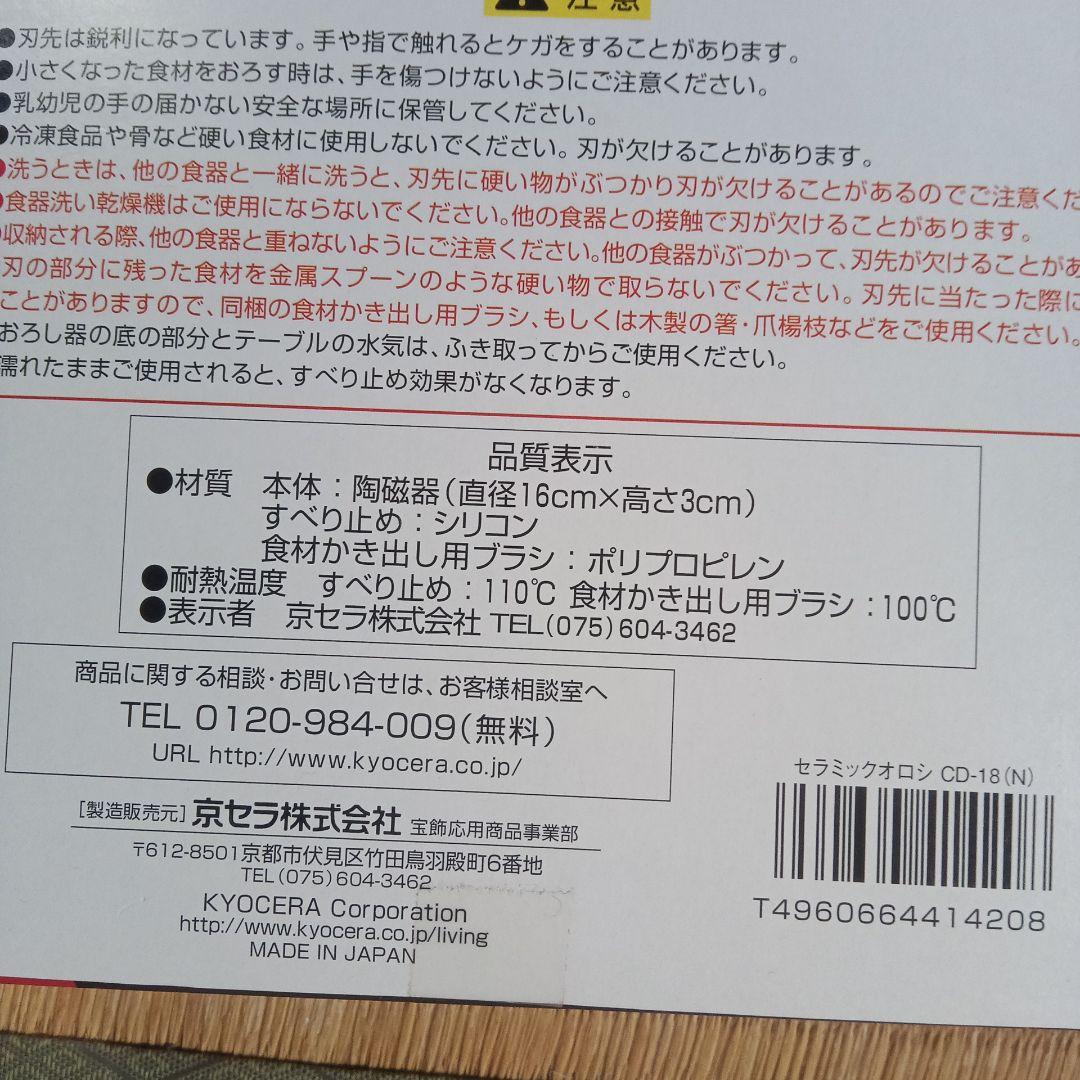 注意
●刃先は鋭利になっています。手や指で触れるとケガをすることがあります。
●小さくなった食材をおろす時は、手を傷つけないようにご注意ください。
●乳幼児の手の届かない安全な場所に保管してください。
●冷凍食品や骨など硬い食材に使用しないでください。刃が欠けることがあります。
●洗うときは、他の食器と一緒に洗うと、刃先に硬い物がぶつかり刃が欠けることがあるのでご注意くだ
●食器洗い乾燥機はご使用にならないでください。他の食器との接触で刃が欠けることがあります。
収納される際、他の食器と重ねないようにご注意ください。他の食器がぶつかって、刃先が欠けることがあ
刃の部分に残った食材を金属スプーンのような硬い物で取らないでください。刃先に当たった際に
ことがありますので、同梱の食材かき出し用ブラシ、もしくは木製の箸・爪楊枝などをご使用ください。
おろし器の底の部分とテーブルの水気は、ふき取ってからご使用ください。
濡れたままご使用されると、すべり止め効果がなくなります。
品質表示
●材質 本体：陶磁器（直径16cm×高さ3cm）
すべり止め：シリコン
食材かき出し用ブラシ：ポリプロピレン
●耐熱温度 すべり止め：110℃ 食材かき出し用ブラシ：100℃
●表示者 京セラ株式会社 TEL(075)604-3462
商品に関する相談・お問い合せは、お客様相談室へ
TEL 0120-984-009（無料）
URL http://www.kyocera.co.jp/
セラミックオロシ CD-18（N）
T4960664414208
［製造販売元］京セラ株式会社 宝飾応用商品事業部
〒612-8501京都市伏見区竹田鳥羽殿町6番地
TEL(075)604-3462
KYOCERA Corporation
http://www.kyocera.co.jp/living
MADE IN JAPAN